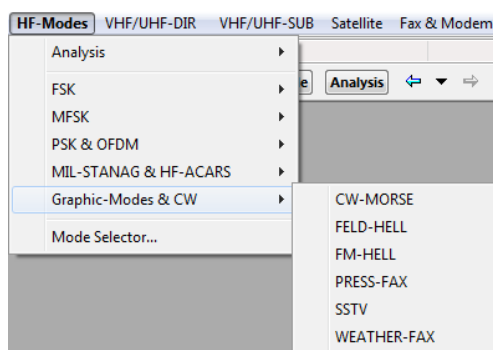 HF-Modes VHF/UHF-DIR VHF/UHF-SUB Satellite Fax & Modem
Analysis
FSK
Analysis
MFSK
PSK & OFDM
MIL-STANAG & HF-ACARS
Graphic-Modes & CW
CW-MORSE
FELD-HELL
Mode Selector...
FM-HELL
PRESS-FAX
SSTV
WEATHER-FAX